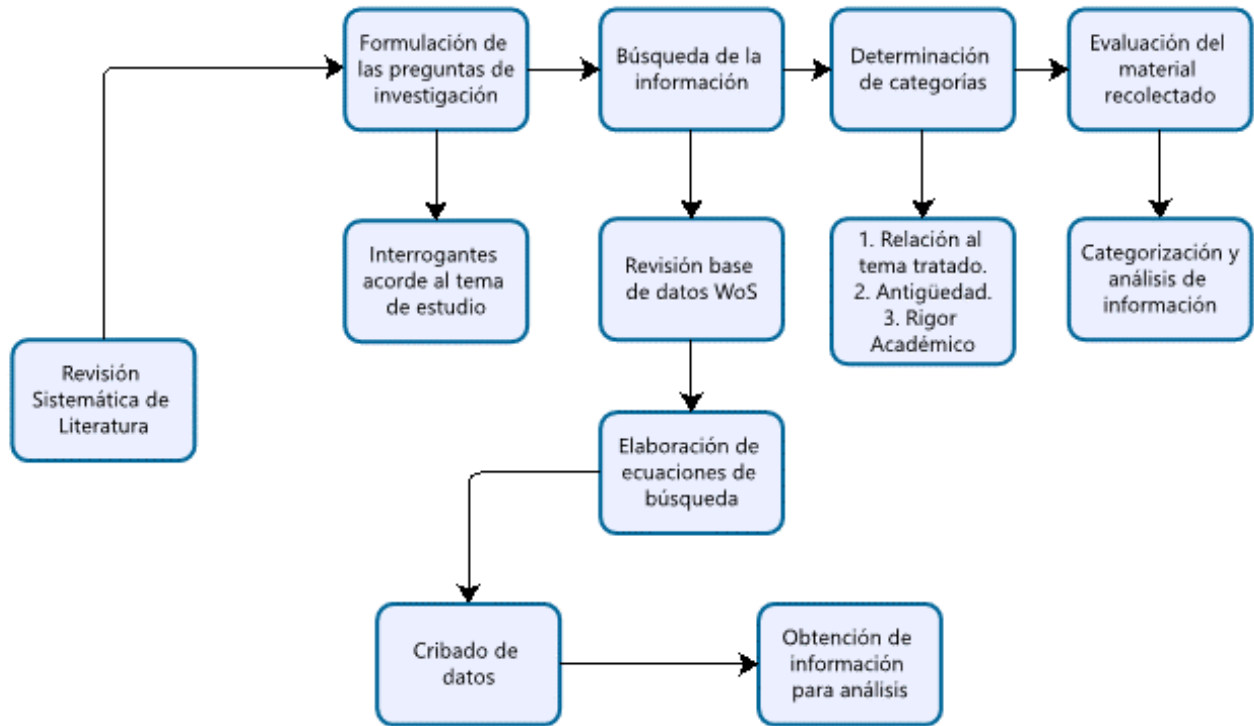 Formulación de
las preguntas de
investigación
Búsqueda de la
información
Determinación
de categorías
Evaluación del
material
recolectado
Interrogantes
acorde al tema
de estudio
Revisión base
de datos WoS
1. Relación al
tema tratado.
2. Antigüedad.
3. Rigor
Académico
Categorización y
análisis de
información
Revisión
Sistemática de
Literatura
Elaboración de
ecuaciones de
búsqueda
Cribado de
datos
Obtención de
información
para análisis